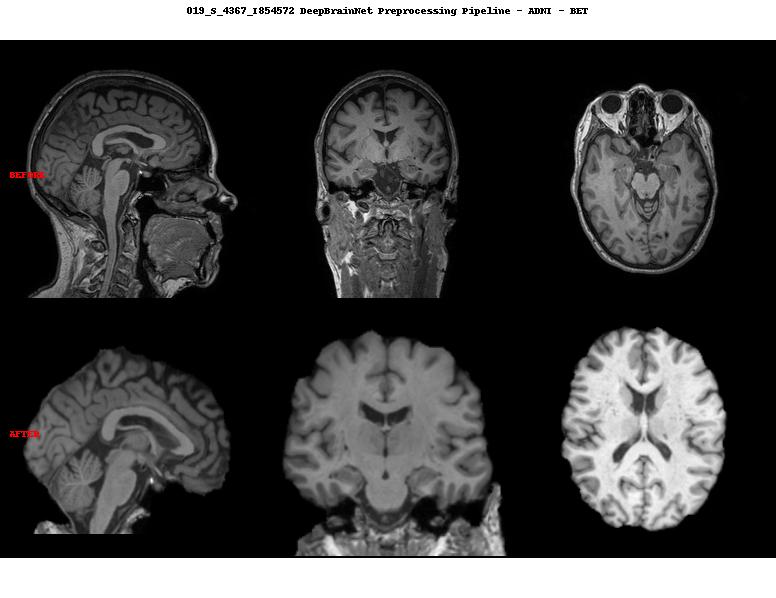 019_S_4367_I854572 DeepBrainNet Preprocessing Pipeline - ADNI - BET
BEFORE
AFTER